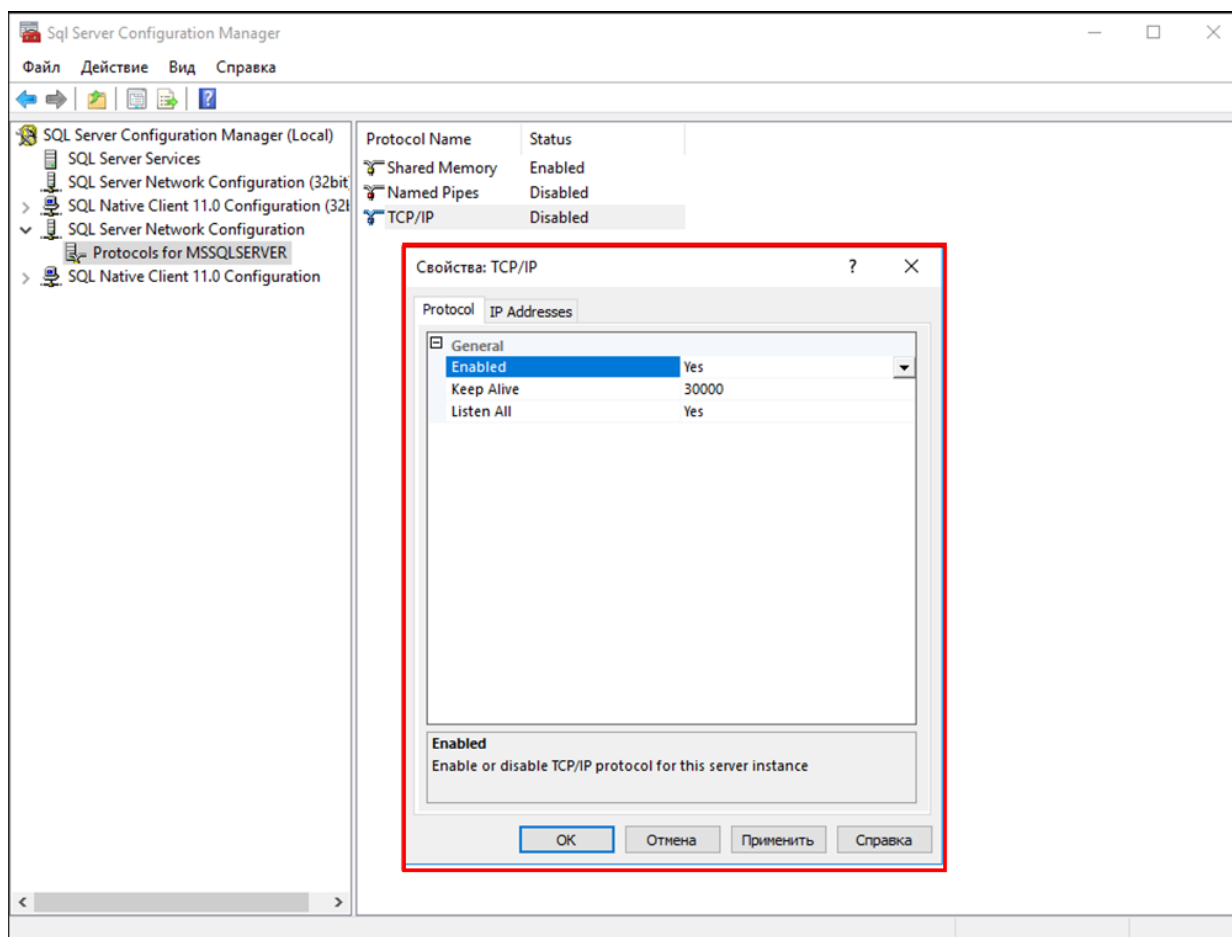 Sql Server Configuration Manager
Файл Действие Вид Справка
SQL Server Configuration Manager (Local)
SQL Server Services
SQL Server Network Configuration (32bit
SQL Native Client 11.0 Configuration (32b
SQL Server Network Configuration
Protocols for MSSQLSERVER
SQL Native Client 11.0 Configuration
Protocol Name Status
Shared Memory Enabled
Named Pipes Disabled
TCP/IP Disabled
Свойства: TCP/IP ?
Protocol IP Addresses
General
Enabled Yes
Keep Alive 30000
Listen All Yes
Enabled
Enable or disable TCP/IP protocol for this server instance
OK Отмена Применить Справка